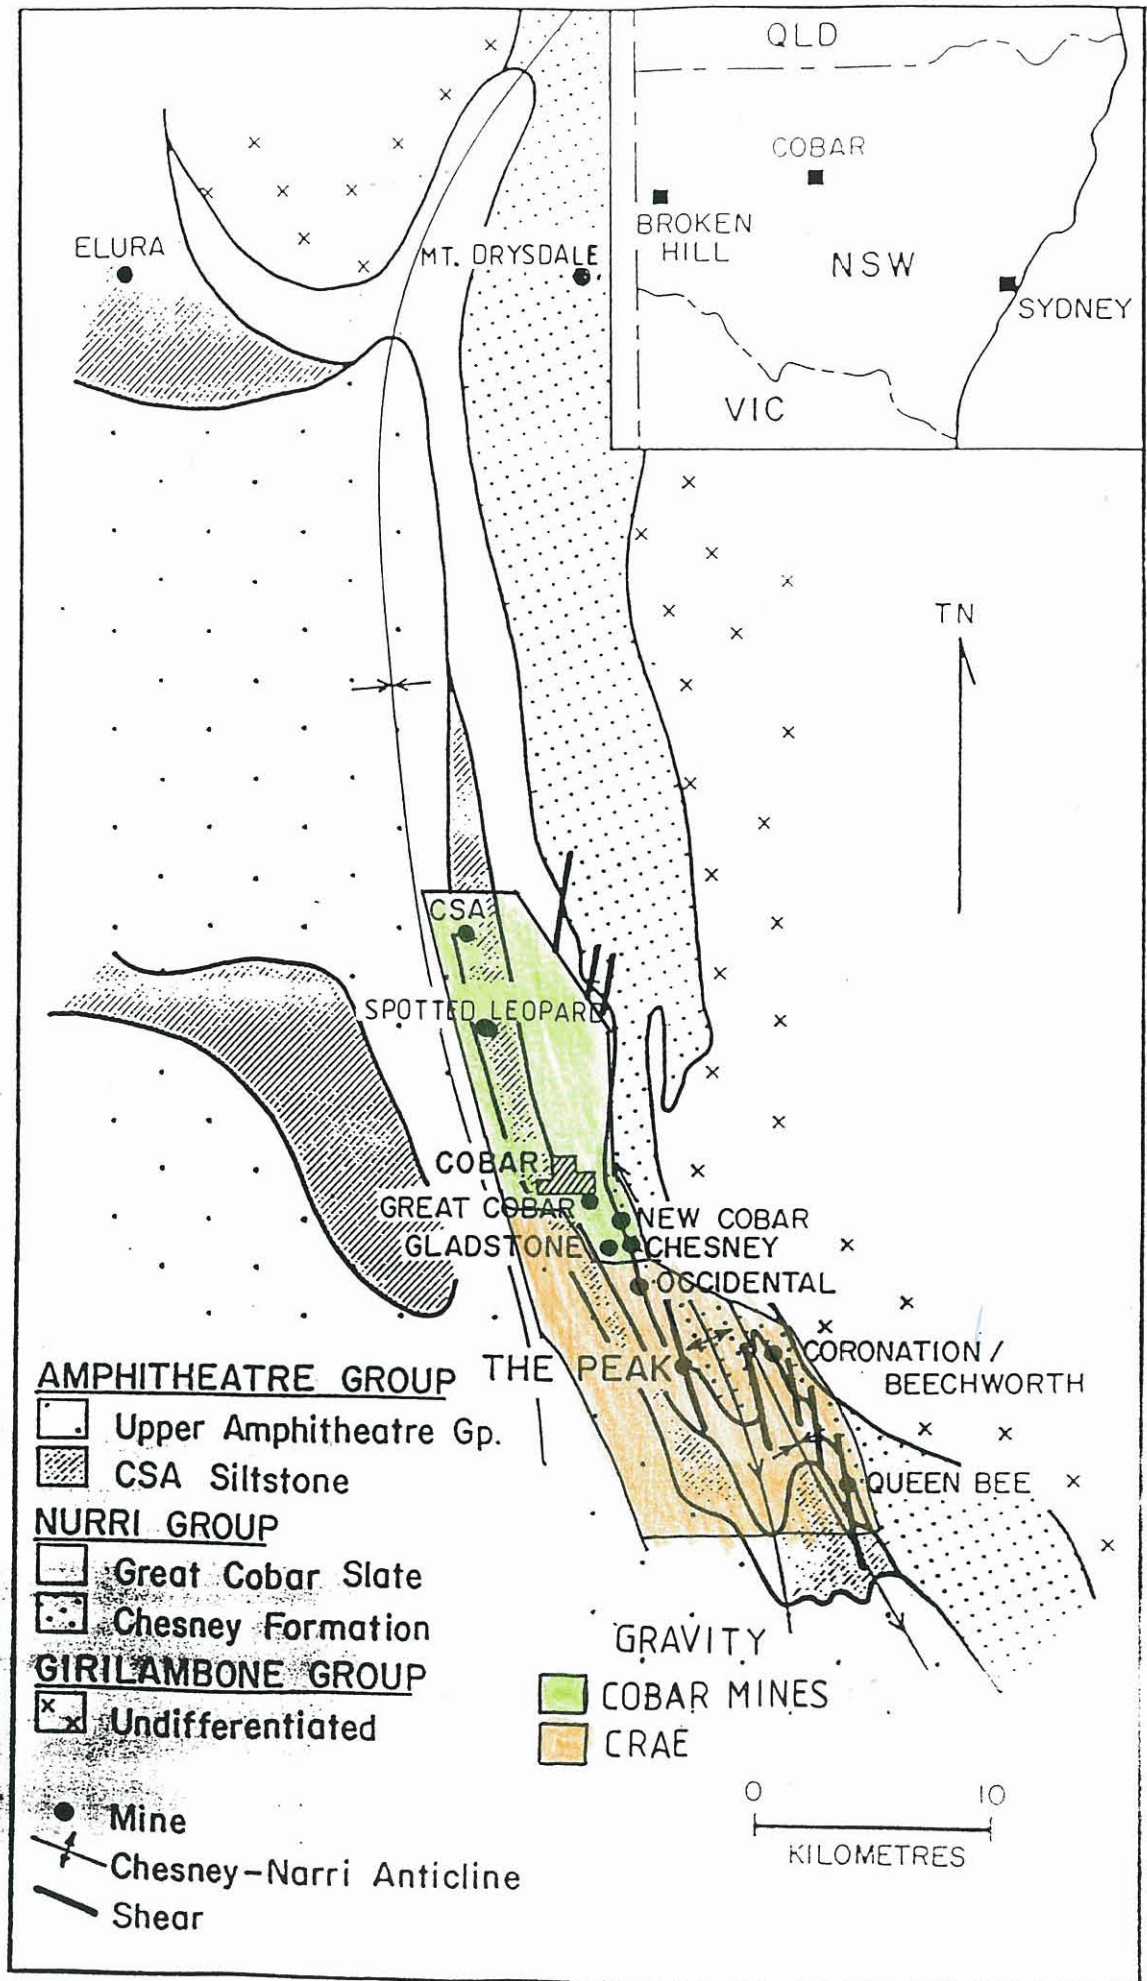 QLD
COBAR
BROKEN
HILL
NSW
SYDNEY
VIC
ELURA
MT. DRYSDALE
TN
CSA
SPOTTED LEOPARD
COBAR
GREAT COBAR
NEW COBAR
GLADSTONE
CHESNEY
OCCIDENTAL
THE PEAK
CORONATION /
BEECHWORTH
QUEEN BEE
AMPHITHEATRE GROUP
Upper Amphitheatre Gp.
CSA Siltstone
NURRI GROUP
Great Cobar Slate
Chesney Formation
GIRILAMBONE GROUP
Undifferentiated
Mine
Chesney-Narri Anticline
Shear
GRAVITY
COBAR MINES
CRAE
0 10
KILOMETRES